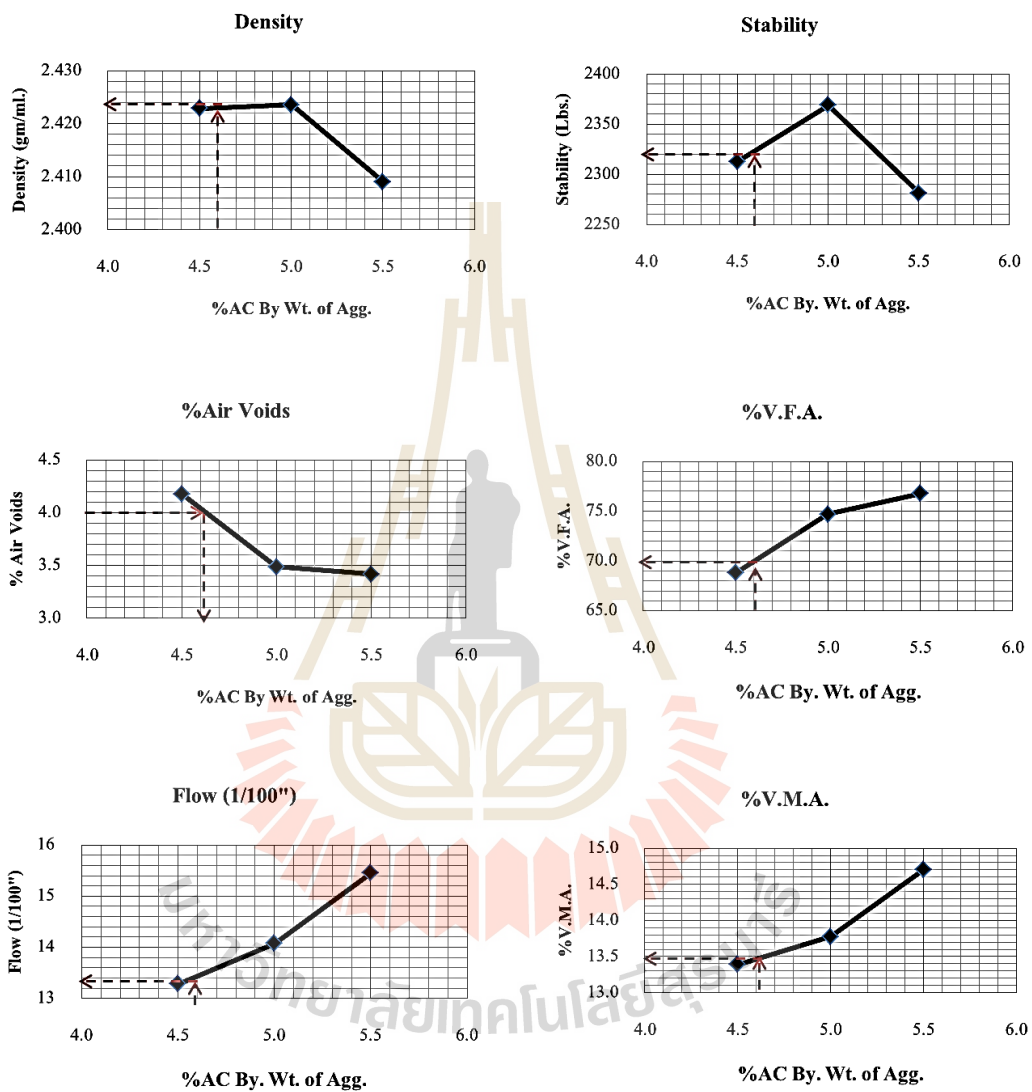 Density
Density (gm/ml.)
2.430
2.420
2.410
2.400
4.0 4.5 5.0 5.5 6.0
%AC By Wt. of Agg.
Stability
Stability (Lbs.)
2400
2350
2300
2250
4.0 4.5 5.0 5.5 6.0
%AC By. Wt. of Agg.
%Air Voids
% Air Voids
4.5
4.0
3.5
3.0
4.0 4.5 5.0 5.5 6.0
%AC By Wt. of Agg.
%V.F.A.
%V.F.A.
80.0
75.0
70.0
65.0
4.0 4.5 5.0 5.5 6.0
%AC By. Wt. of Agg.
Flow (1/100")
Flow (1/100")
16
15
14
13
4.0 4.5 5.0 5.5 6.0
%AC By. Wt. of Agg.
%V.M.A.
%V.M.A.
15.0
14.5
14.0
13.5
13.0
4.0 4.5 5.0 5.5 6.0
%AC By. Wt. of Agg.
มหาวิทยาลัยเทคโนโลยีสุรนารี